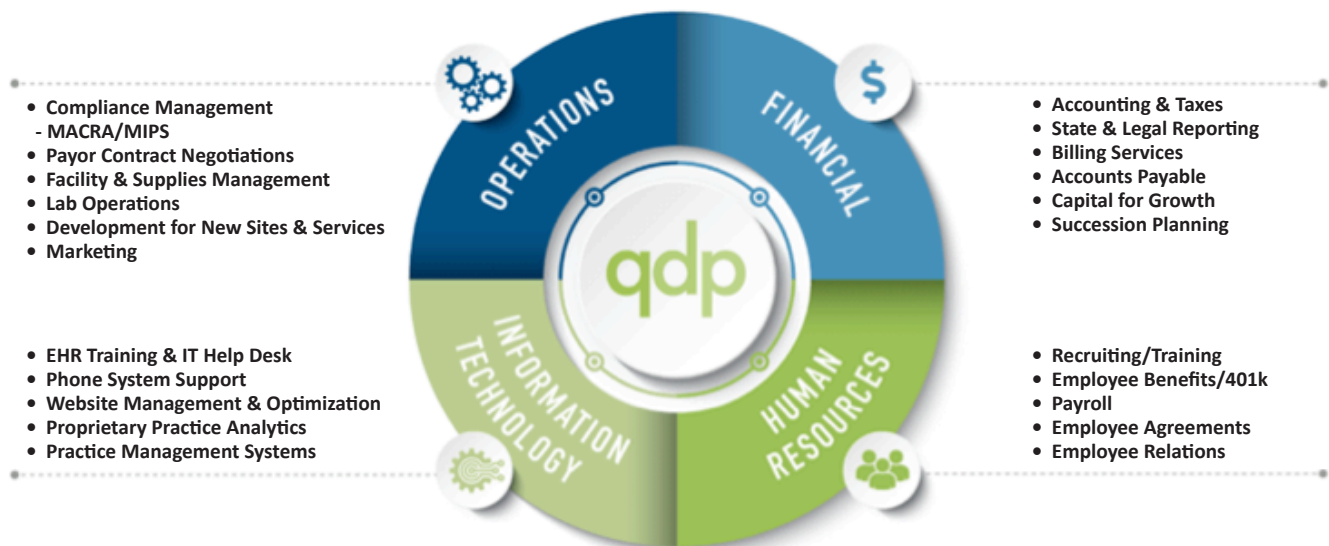 OPERATIONS
• Compliance Management
- MACRA/MIPS
• Payor Contract Negotiations
• Facility & Supplies Management
• Lab Operations
• Development for New Sites & Services
• Marketing
FINANCIAL
$
• Accounting & Taxes
• State & Legal Reporting
• Billing Services
• Accounts Payable
• Capital for Growth
• Succession Planning
qdp
INFORMATION
TECHNOLOGY
• EHR Training & IT Help Desk
• Phone System Support
• Website Management & Optimization
• Proprietary Practice Analytics
• Practice Management Systems
HUMAN
RESOURCES
• Recruiting/Training
• Employee Benefits/401k
• Payroll
• Employee Agreements
• Employee Relations